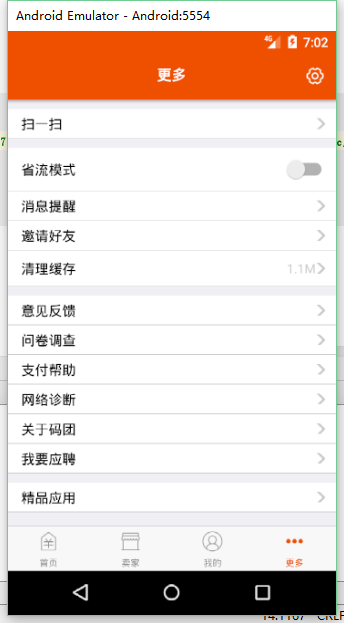 Android Emulator - Android:5554
4G 7:02
更多
扫一扫
省流模式
消息提醒
邀请好友
清理缓存 1.1M
意见反馈
问卷调查
支付帮助
网络诊断
关于码团
我要应聘
精品应用
首页 卖家 我的 更多